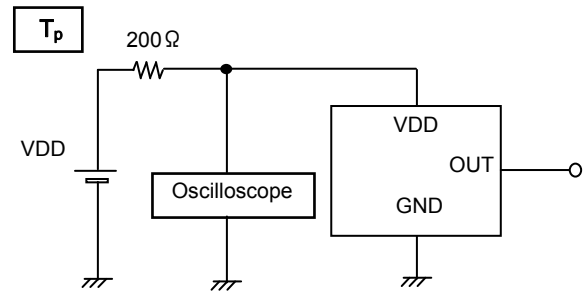 Tp
200Ω
VDD
Oscilloscope
VDD
OUT
GND